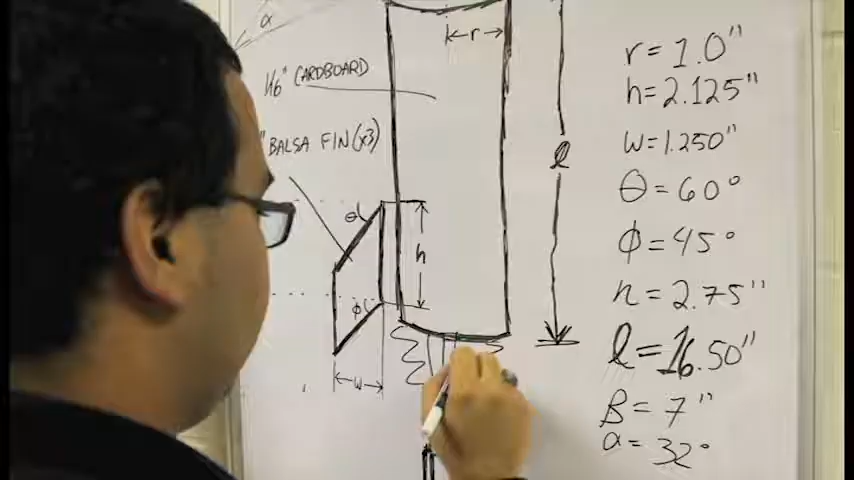 α
r
1/16" CARDBOARD
" BALSA FIN (x3)
l
θ
h
ϕ
w
r = 1.0"
h = 2.125"
w = 1.250"
θ = 60°
ϕ = 45°
n = 2.75"
l = 16.50"
β = 7"
α = 32°